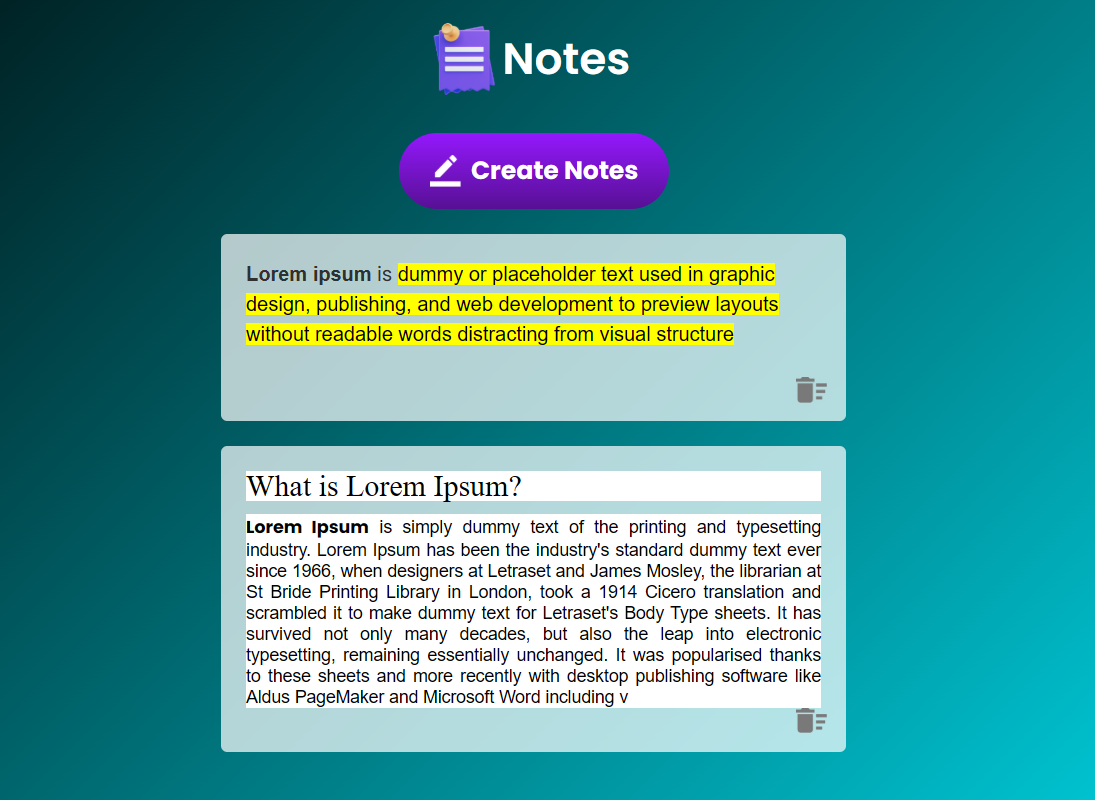 Notes
Create Notes
Lorem ipsum is dummy or placeholder text used in graphic
design, publishing, and web development to preview layouts
without readable words distracting from visual structure
What is Lorem Ipsum?
Lorem Ipsum is simply dummy text of the printing and typesetting
industry. Lorem Ipsum has been the industry's standard dummy text ever
since 1966, when designers at Letraset and James Mosley, the librarian at
St Bride Printing Library in London, took a 1914 Cicero translation and
scrambled it to make dummy text for Letraset's Body Type sheets. It has
survived not only many decades, but also the leap into electronic
typesetting, remaining essentially unchanged. It was popularised thanks
to these sheets and more recently with desktop publishing software like
Aldus PageMaker and Microsoft Word including v